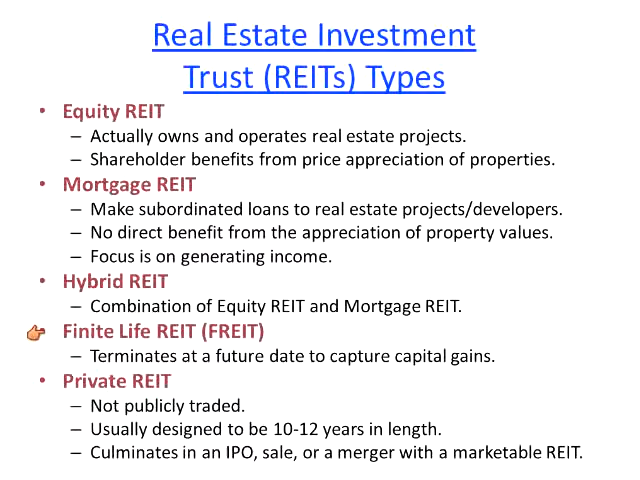 Real Estate Investment
Trust (REITs) Types
• Equity REIT
– Actually owns and operates real estate projects.
– Shareholder benefits from price appreciation of properties.
• Mortgage REIT
– Make subordinated loans to real estate projects/developers.
– No direct benefit from the appreciation of property values.
– Focus is on generating income.
• Hybrid REIT
– Combination of Equity REIT and Mortgage REIT.
Finite Life REIT (FREIT)
– Terminates at a future date to capture capital gains.
• Private REIT
– Not publicly traded.
– Usually designed to be 10-12 years in length.
– Culminates in an IPO, sale, or a merger with a marketable REIT.